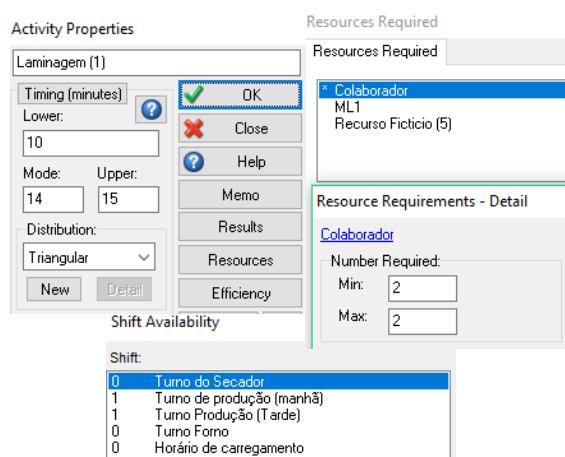 Activity Properties
Laminagem (1)
Timing (minutes)
Lower:
10
Mode:
Upper:
14
15
Distribution:
Triangular
New
Detail
OK
Close
Help
Memo
Results
Resources
Efficiency
Resources Required
Resources Required
* Colaborador
ML1
Recurso Ficticio (5)
Resource Requirements - Detail
Colaborador
Number Required:
Min:
2
Max:
2
Shift Availability
Shift:
0 Turno do Secador
1 Turno de produção (manhã)
1 Turno Produção (Tarde)
0 Turno Forno
0 Horário de carregamento